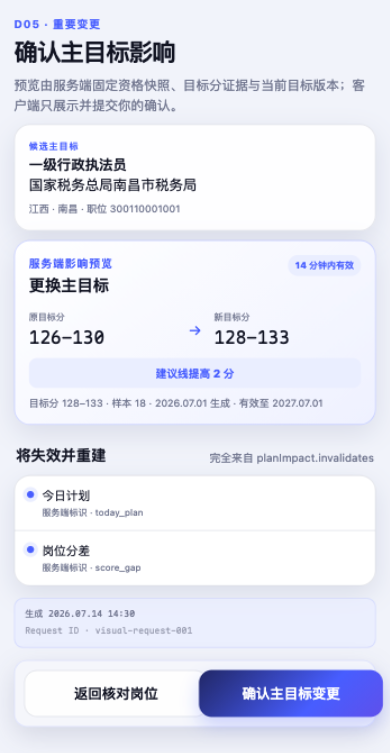 D05 · 重要变更
确认主目标影响
预览由服务端固定资格快照、目标分证据与当前目标版本；客
户端只展示并提交你的确认。
候选主目标
一级行政执法员
国家税务总局南昌市税务局
江西 · 南昌 · 职位 300110001001
服务端影响预览
14 分钟内有效
更换主目标
原目标分
新目标分
126–130 → 128–133
建议线提高 2 分
目标分 128–133 · 样本 18 · 2026.07.01 生成 · 有效至 2027.07.01
将失效并重建
完全来自 planImpact.invalidates
今日计划
服务端标识 · today_plan
岗位分差
服务端标识 · score_gap
生成 2026.07.14 14:30
Request ID · visual-request-001
返回核对岗位
确认主目标变更